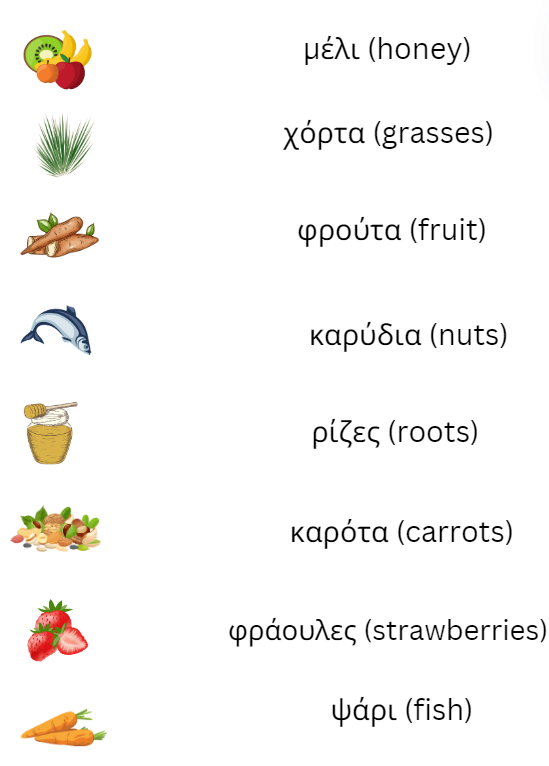 μέλι (honey)
χόρτα (grasses)
φρούτα (fruit)
καρύδια (nuts)
ρίζες (roots)
καρότα (carrots)
φράουλες (strawberries)
ψάρι (fish)